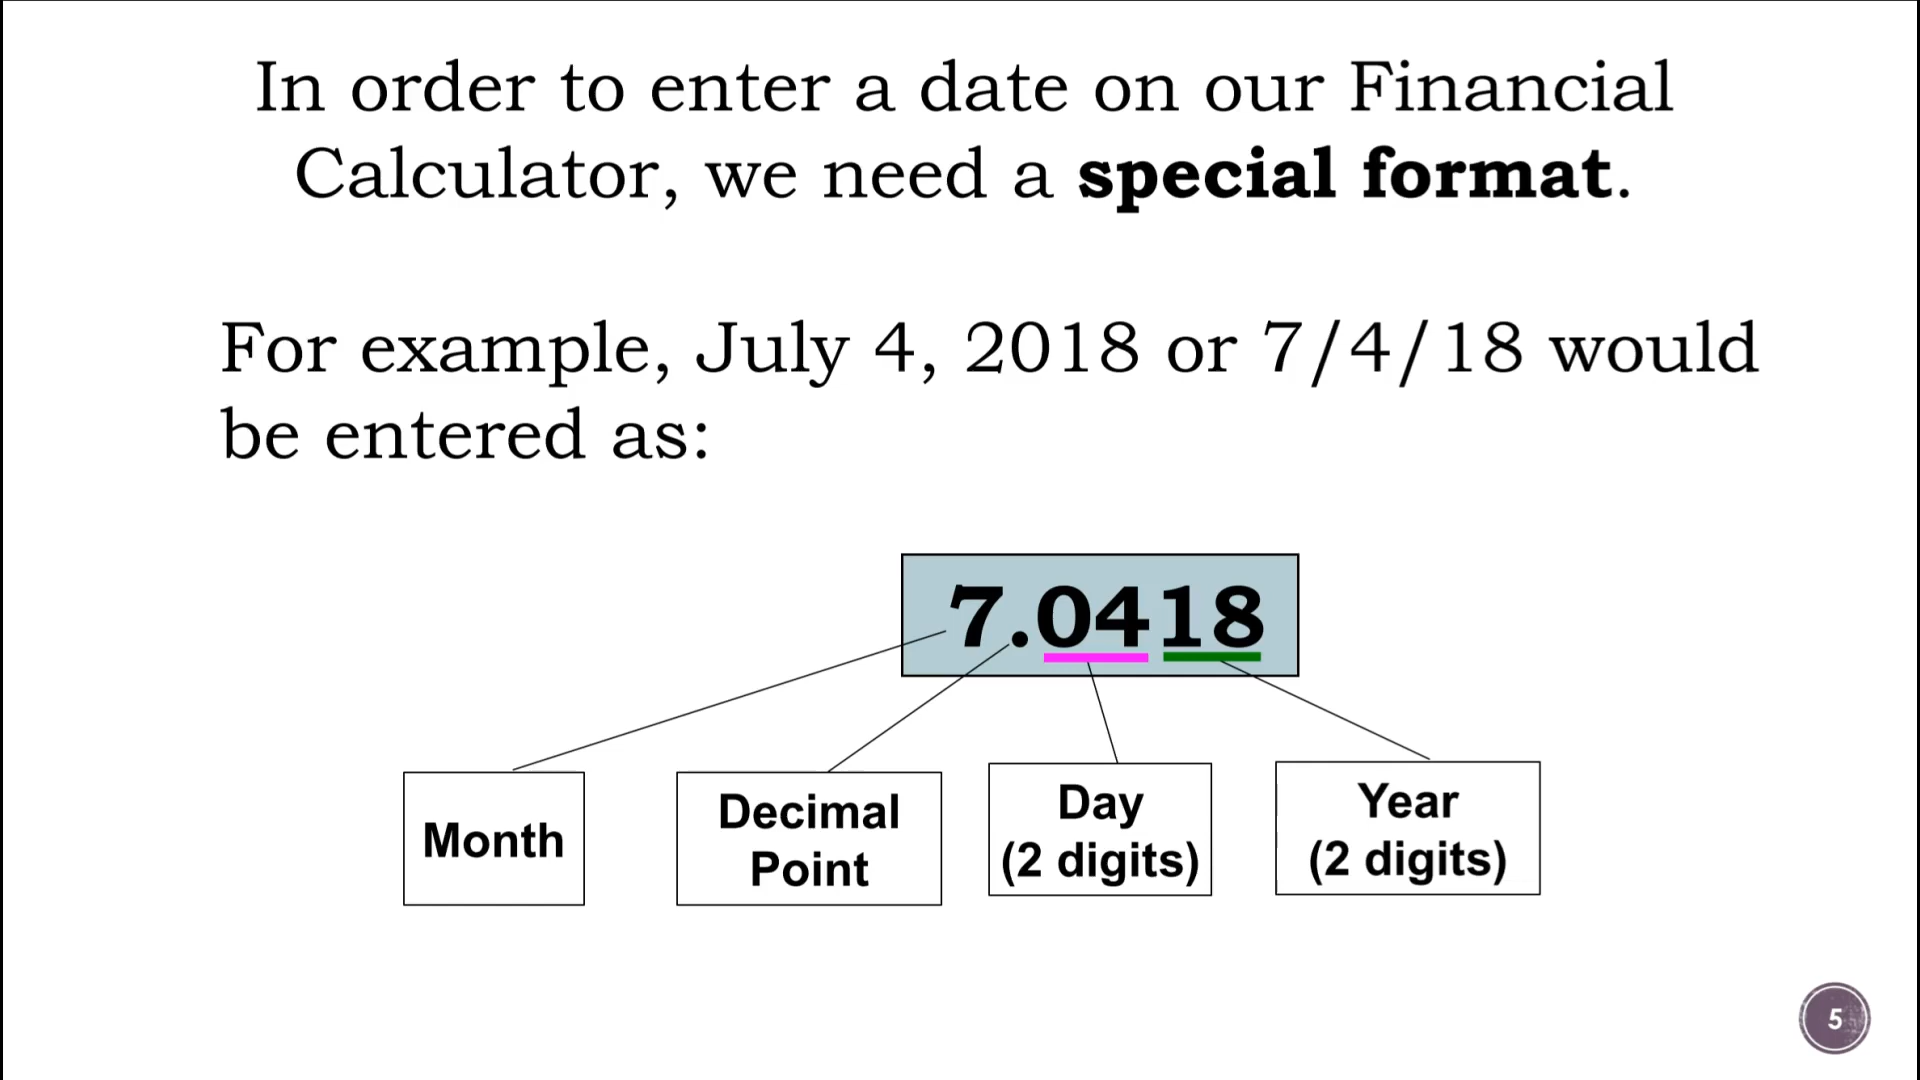 In order to enter a date on our Financial
Calculator, we need a special format.
For example, July 4, 2018 or 7/4/18 would
be entered as:
7.0418
Month
Decimal
Point
Day
(2 digits)
Year
(2 digits)
5